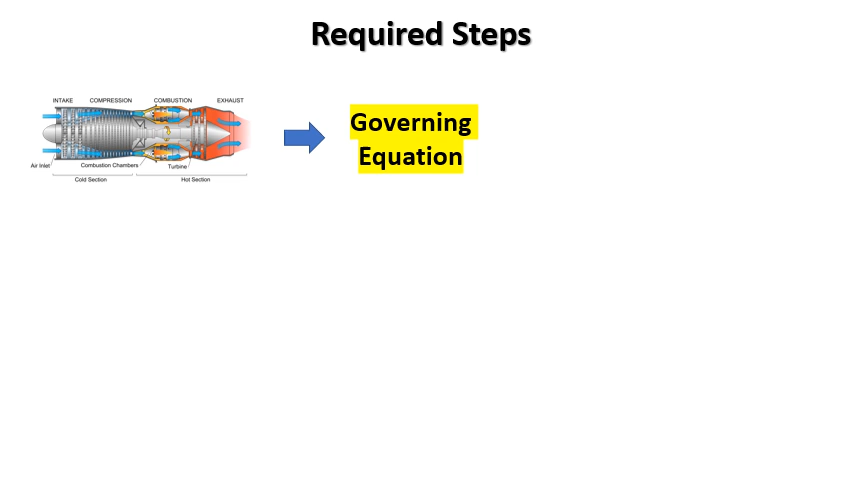 Required Steps
INTAKE COMPRESSION COMBUSTION EXHAUST
Governing
Equation
Air Inlet Combustion Chambers Turbine
Cold Section Hot Section